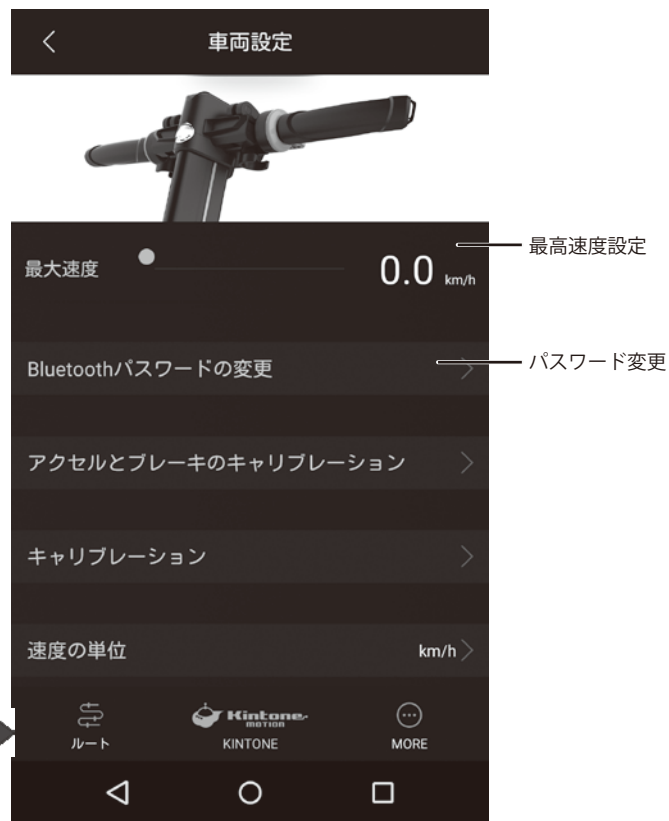 車両設定
最大速度
0.0 km/h
最高速度設定
Bluetoothパスワードの変更
パスワード変更
アクセルとブレーキのキャリブレーション
キャリブレーション
速度の単位
km/h
Kintone
MOTION
ルート
KINTONE
MORE